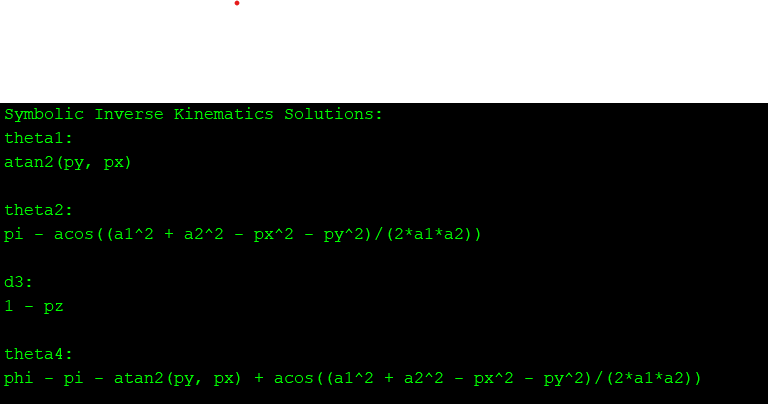 Symbolic Inverse Kinematics Solutions:
theta1:
atan2(py, px)
theta2:
pi - acos((a1^2 + a2^2 - px^2 - py^2)/(2*a1*a2))
d3:
1 - pz
theta4:
phi - pi - atan2(py, px) + acos((a1^2 + a2^2 - px^2 - py^2)/(2*a1*a2))